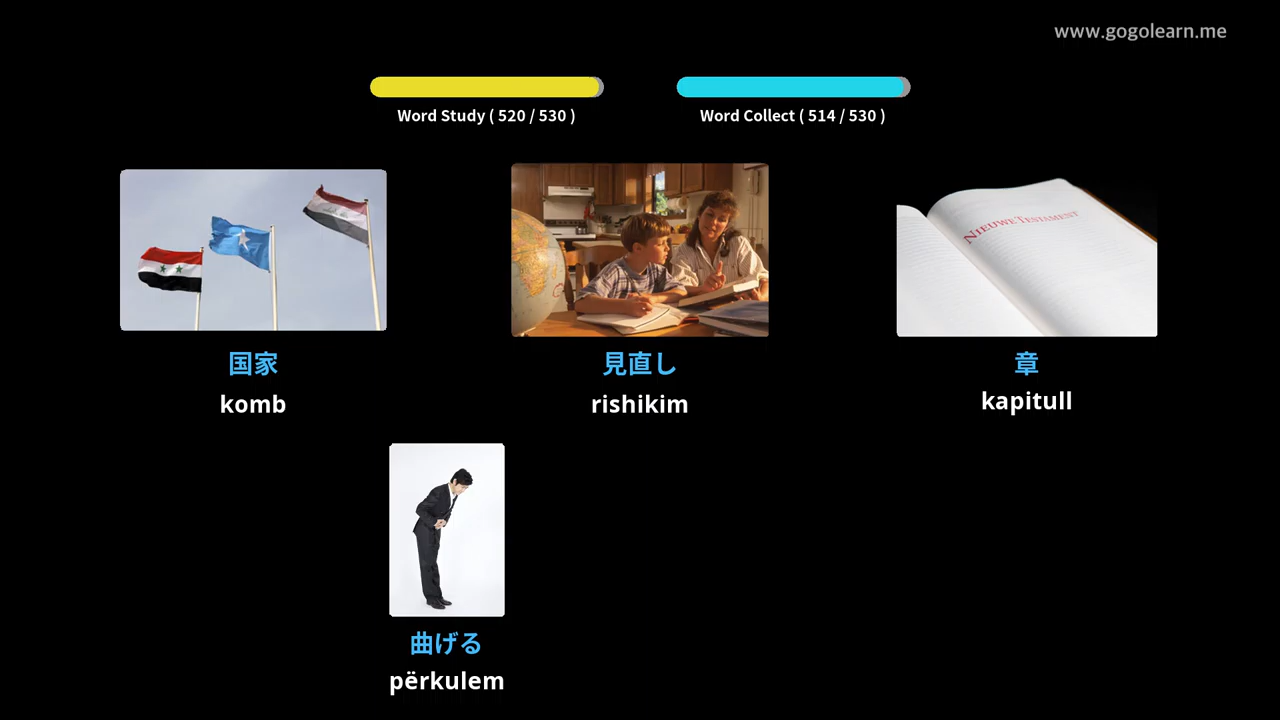 www.gogolearn.me
Word Study ( 520 / 530 )
Word Collect ( 514 / 530 )
NIEUWE TESTAMENT
国家
komb
見直し
rishikim
章
kapitull
曲げる
përkulem